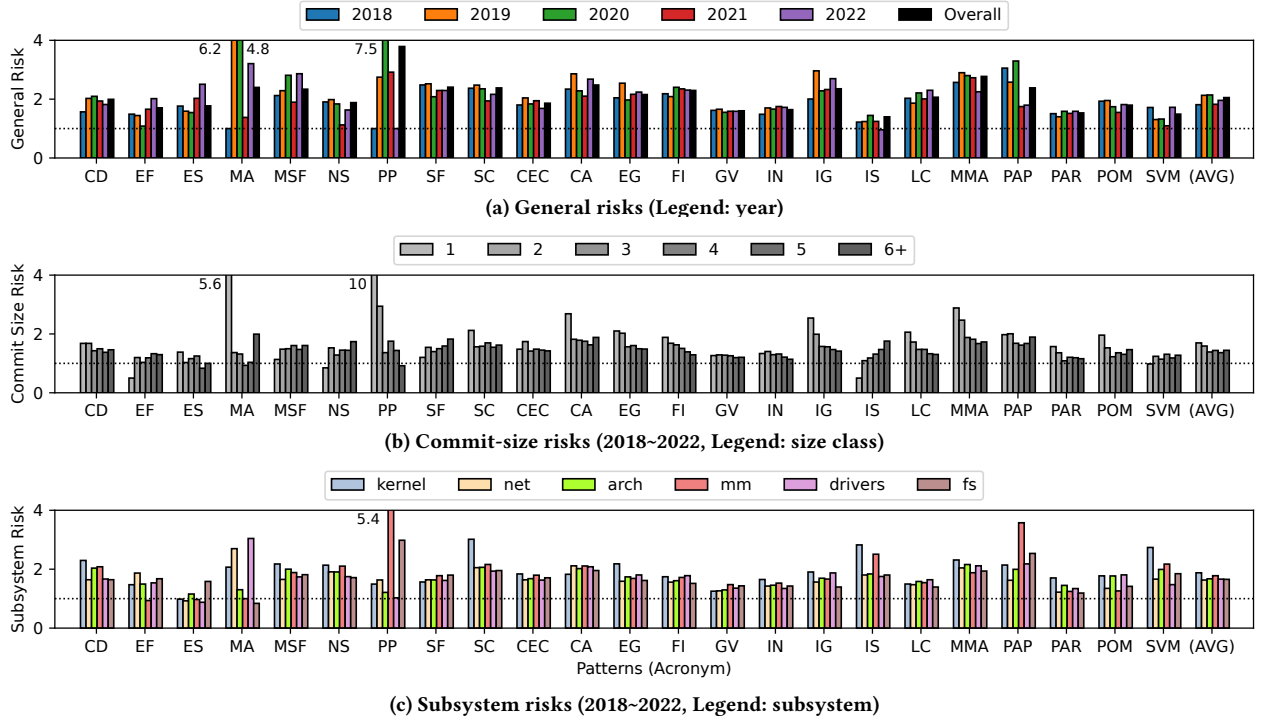 2018 2019 2020 2021 2022 Overall
General Risk
4
2
0
6.2 4.8 7.5
CD EF ES MA MSF NS PP SF SC CEC CA EG FI GV IN IG IS LC MMA PAP PAR POM SVM (AVG)
(a) General risks (Legend: year)
1 2 3 4 5 6+
Commit Size Risk
4
2
0
5.6 10
CD EF ES MA MSF NS PP SF SC CEC CA EG FI GV IN IG IS LC MMA PAP PAR POM SVM (AVG)
(b) Commit-size risks (2018~2022, Legend: size class)
kernel net arch mm drivers fs
Subsystem Risk
4
2
0
5.4
CD EF ES MA MSF NS PP SF SC CEC CA EG FI GV IN IG IS LC MMA PAP PAR POM SVM (AVG)
Patterns (Acronym)
(c) Subsystem risks (2018~2022, Legend: subsystem)